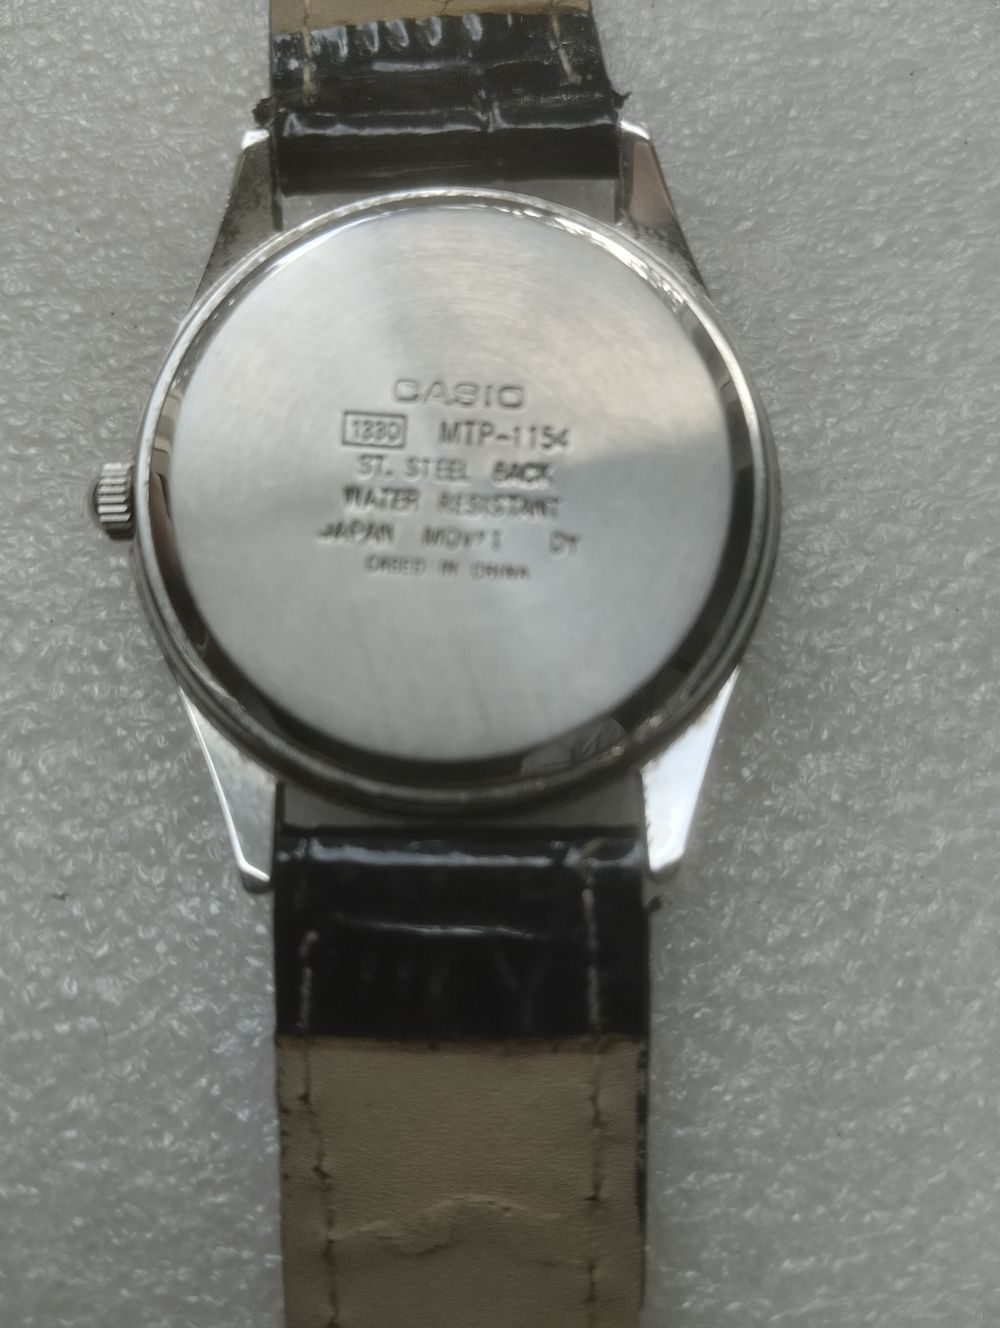 CASIO
1330 MTP-1154
ST. STEEL BACK
WATER RESISTANT
JAPAN MOV'T DY
CASED IN CHINA